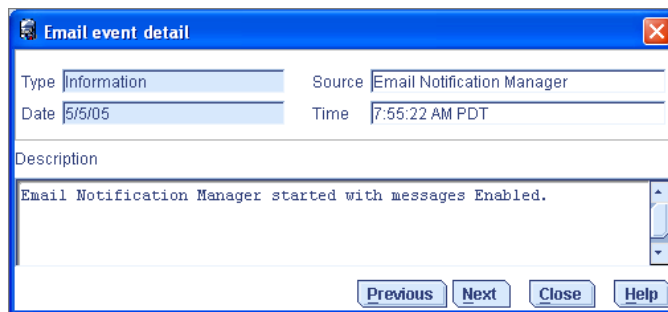 Email event detail
Type Information Source Email Notification Manager
Date 5/5/05 Time 7:55:22 AM PDT
Description
Email Notification Manager started with messages Enabled.
Previous Next Close Help